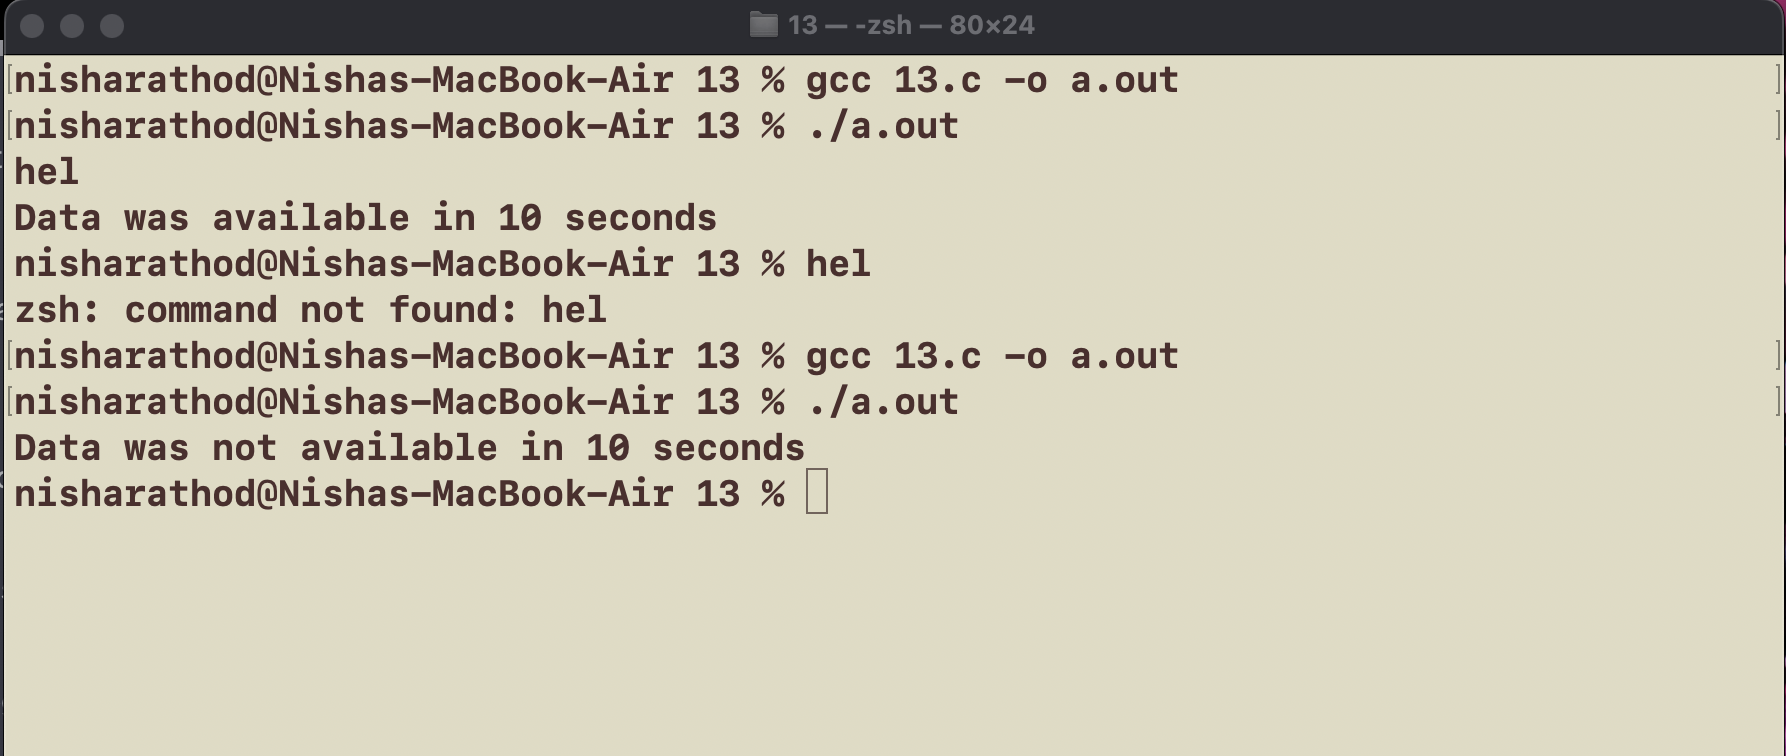 13 — -zsh — 80×24
[nisharathod@Nishas-MacBook-Air 13 % gcc 13.c -o a.out ]
[nisharathod@Nishas-MacBook-Air 13 % ./a.out ]
hel
Data was available in 10 seconds
nisharathod@Nishas-MacBook-Air 13 % hel
zsh: command not found: hel
[nisharathod@Nishas-MacBook-Air 13 % gcc 13.c -o a.out ]
[nisharathod@Nishas-MacBook-Air 13 % ./a.out ]
Data was not available in 10 seconds
nisharathod@Nishas-MacBook-Air 13 %